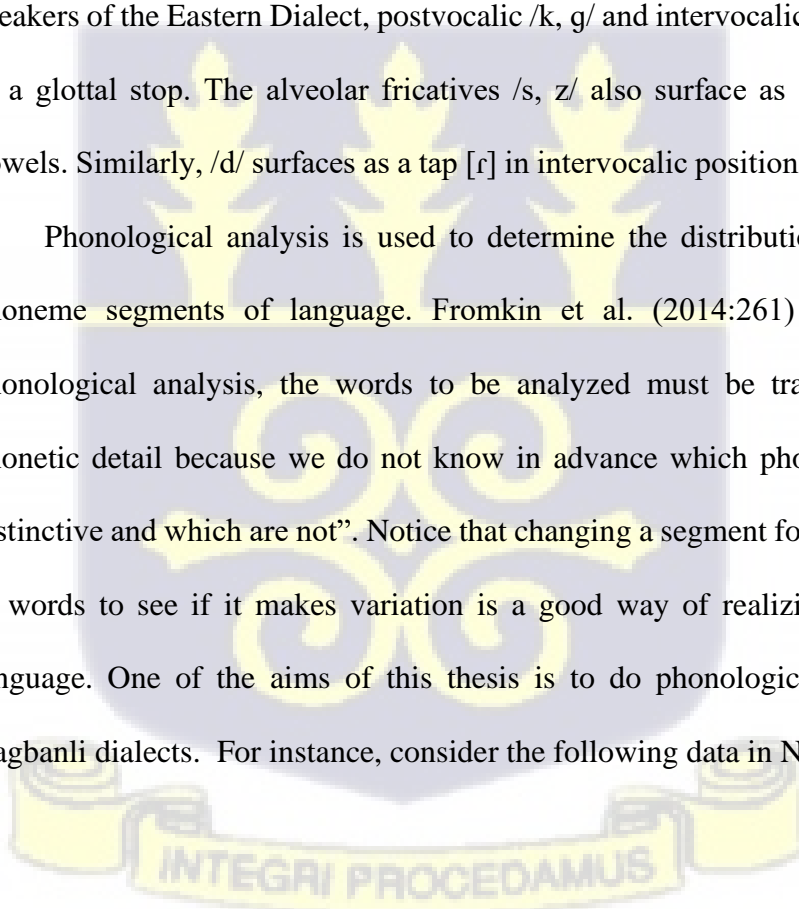 eakers of the Eastern Dialect, postvocalic /k, ɡ/ and intervocalic
a glottal stop. The alveolar fricatives /s, z/ also surface as
owels. Similarly, /d/ surfaces as a tap [ɾ] in intervocalic position
Phonological analysis is used to determine the distributio
oneme segments of language. Fromkin et al. (2014:261)
onological analysis, the words to be analyzed must be tra
onetic detail because we do not know in advance which pho
stinctive and which are not”. Notice that changing a segment fo
words to see if it makes variation is a good way of realizi
nguage. One of the aims of this thesis is to do phonologic
agbanli dialects. For instance, consider the following data in N
INTEGRI PROCEDAMUS